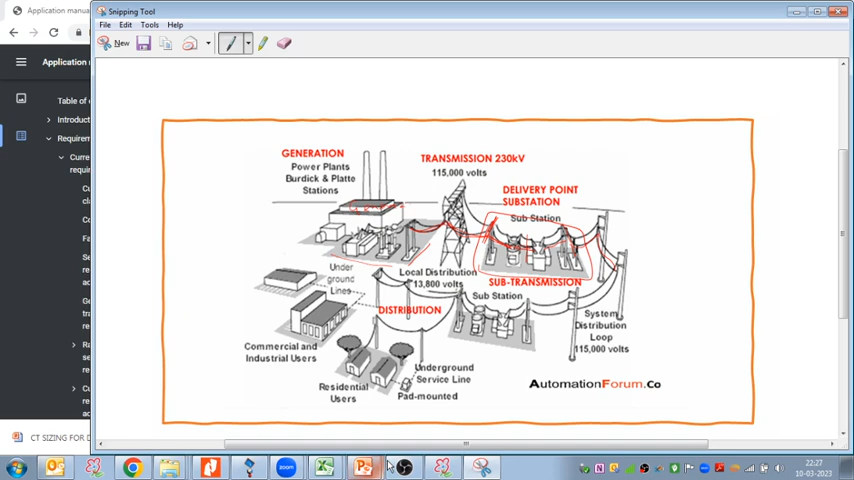 Application manu
Snipping Tool
File Edit Tools Help
New
Application m
Table of
Introduct
Requirem
Curre
requi
GENERATION
Power Plants
Burdick & Platte
Stations
TRANSMISSION 230kV
115,000 volts
DELIVERY POINT
SUBSTATION
Sub Station
Under
ground
Lines
Local Distribution
13,800 volts
SUB-TRANSMISSION
Sub Station
DISTRIBUTION
System
Distribution
Loop
115,000 volts
Commercial and
Industrial Users
Underground
Service Line
Residential
Users
Pad-mounted
AutomationForum.Co
CT SIZING FOR D
zoom
22:27
10-03-2023